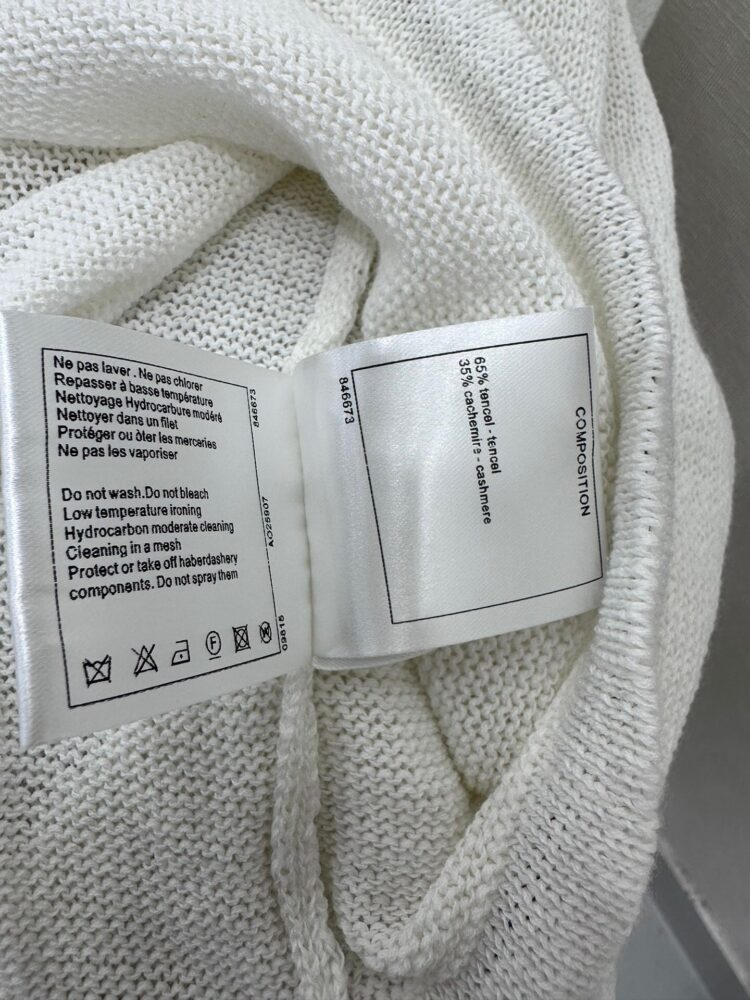 Ne pas laver . Ne pas chlorer
Repasser à basse température
Nettoyage Hydrocarbure modéré
Nettoyer dans un filet
Protéger ou ôter les merceries
Ne pas les vaporiser
Do not wash.Do not bleach
Low temperature ironing
Hydrocarbon moderate cleaning
Cleaning in a mesh
Protect or take off haberdashery
components. Do not spray them
F
W
846673
AO25907
09815
846673
COMPOSITION
65% tencel - tencel
35% cachemire - cashmere